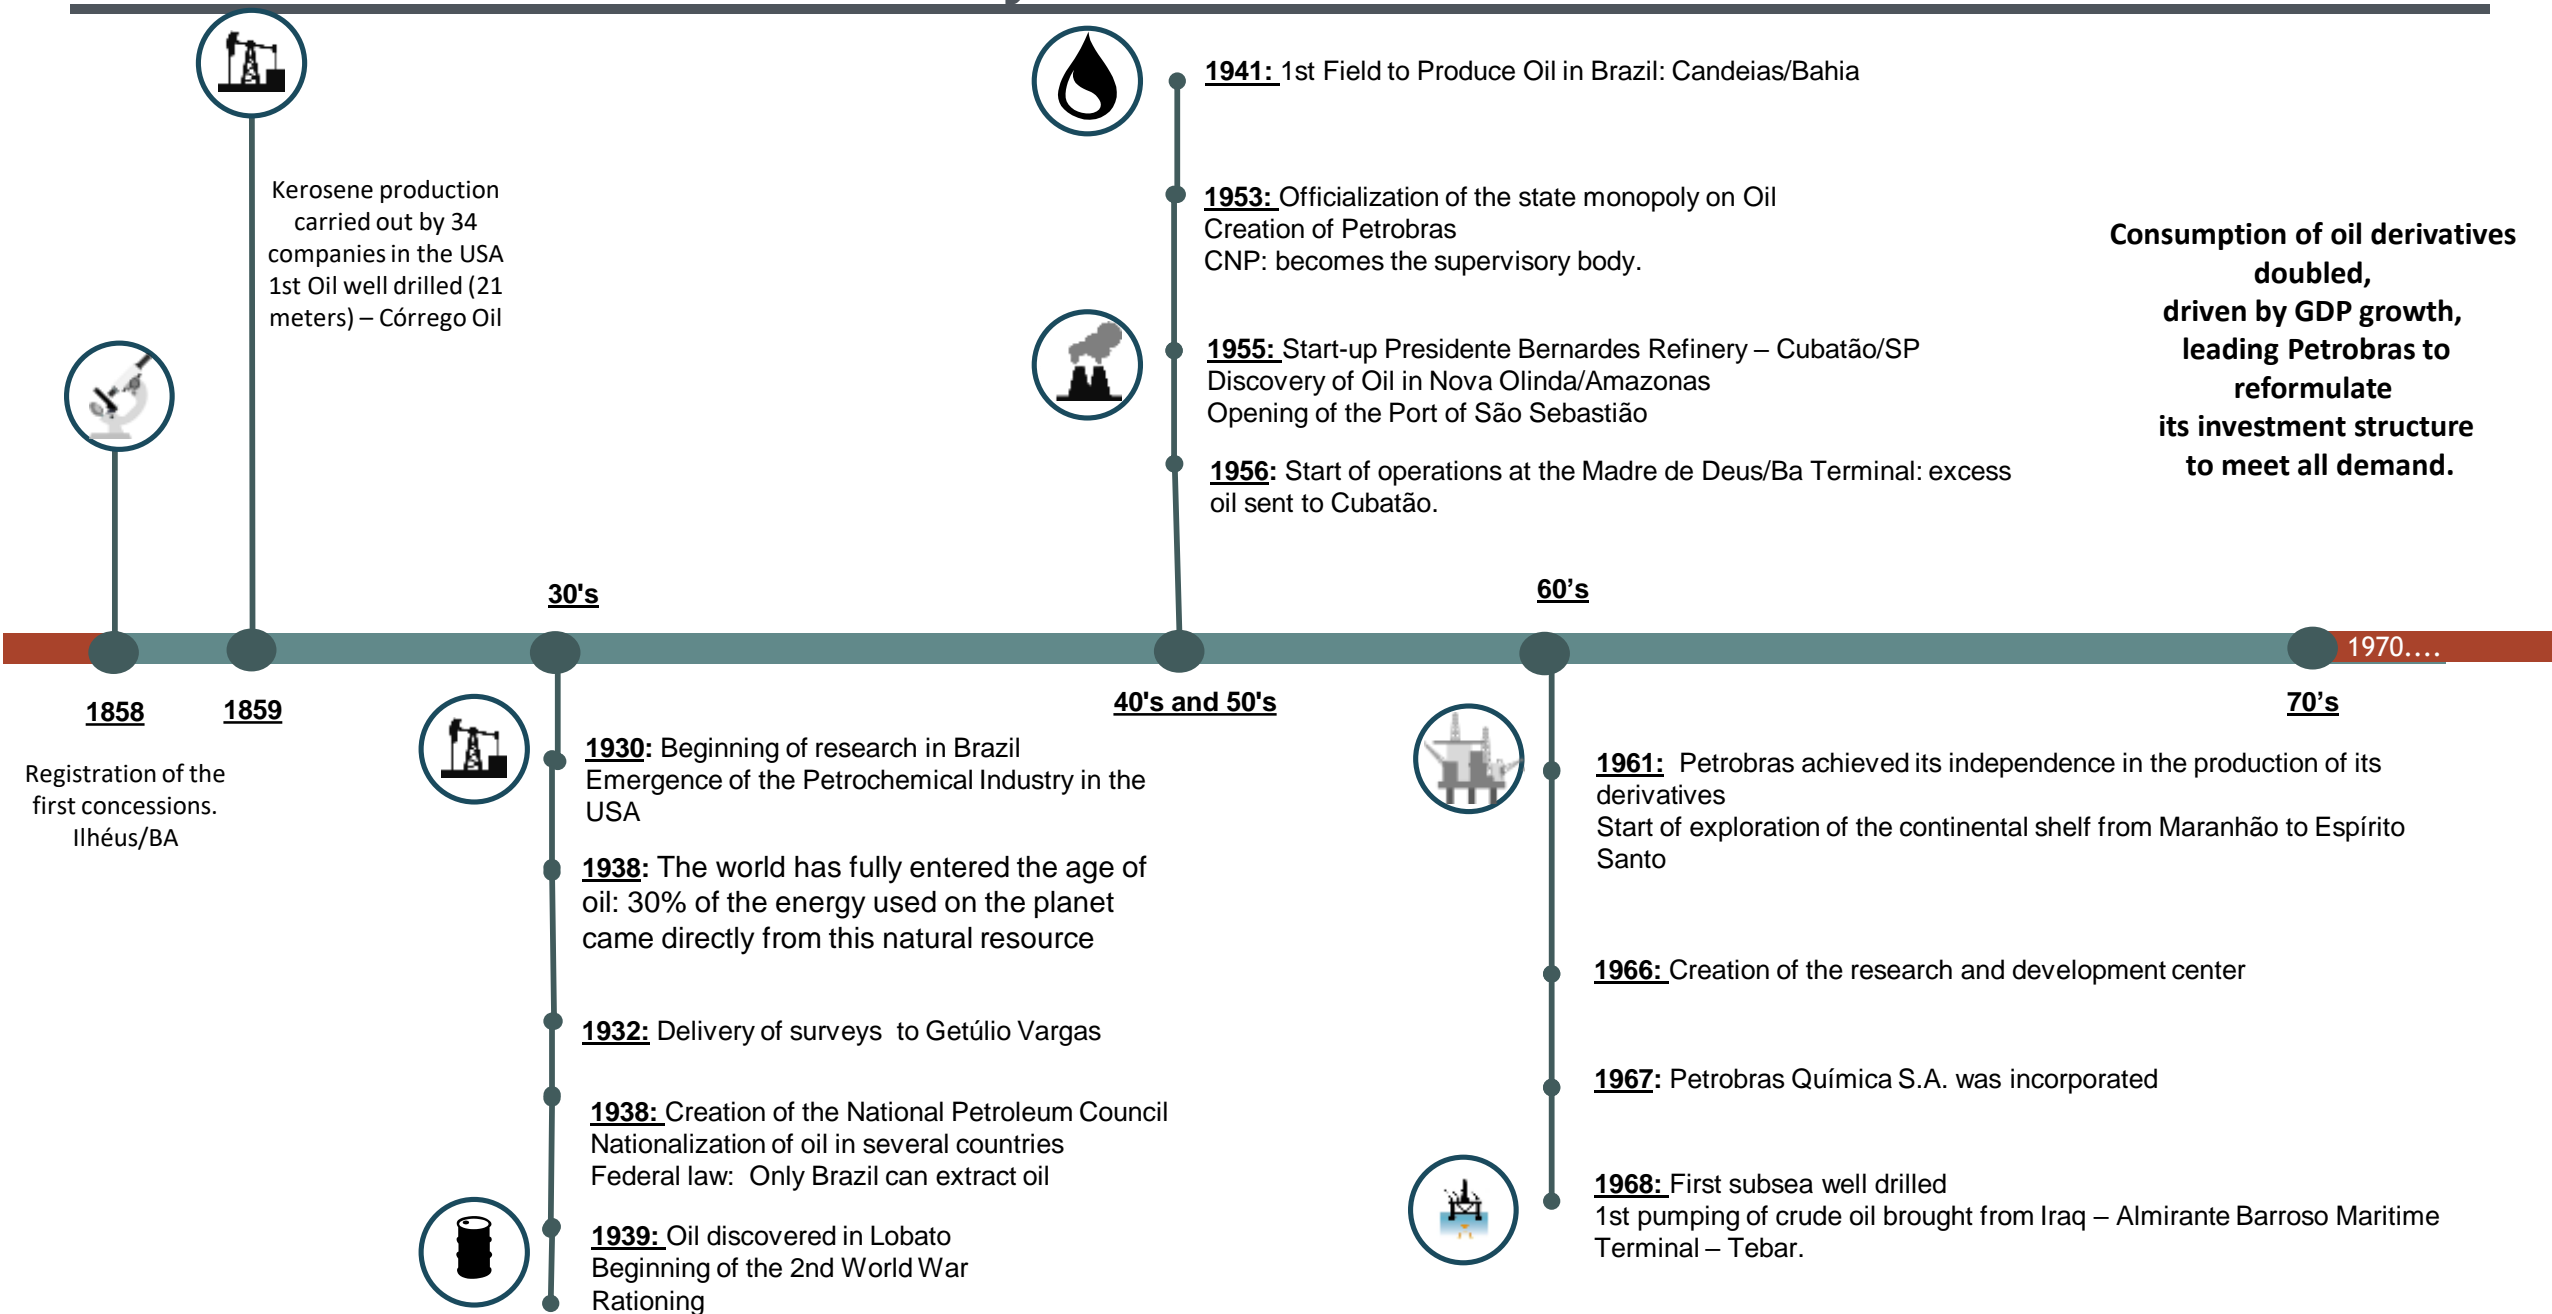 Kerosene production
carried out by 34
companies in the USA
1st Oil well drilled (21
meters) – Córrego Oil
1941: 1st Field to Produce Oil in Brazil: Candeias/Bahia
1953: Officialization of the state monopoly on Oil
Creation of Petrobras
CNP: becomes the supervisory body.
1955: Start-up Presidente Bernardes Refinery – Cubatão/SP
Discovery of Oil in Nova Olinda/Amazonas
Opening of the Port of São Sebastião
1956: Start of operations at the Madre de Deus/Ba Terminal: excess
oil sent to Cubatão.
Consumption of oil derivatives
doubled,
driven by GDP growth,
leading Petrobras to
reformulate
its investment structure
to meet all demand.
30's
60’s
1970....
1858
1859
40's and 50's
70’s
Registration of the
first concessions.
Ilhéus/BA
1930: Beginning of research in Brazil
Emergence of the Petrochemical Industry in the
USA
1938: The world has fully entered the age of
oil: 30% of the energy used on the planet
came directly from this natural resource
1932: Delivery of surveys  to Getúlio Vargas
1938: Creation of the National Petroleum Council
Nationalization of oil in several countries
Federal law:  Only Brazil can extract oil
1939: Oil discovered in Lobato
Beginning of the 2nd World War
Rationing
1961:  Petrobras achieved its independence in the production of its
derivatives
Start of exploration of the continental shelf from Maranhão to Espírito
Santo
1966: Creation of the research and development center
1967: Petrobras Química S.A. was incorporated
1968: First subsea well drilled
1st pumping of crude oil brought from Iraq – Almirante Barroso Maritime
Terminal – Tebar.